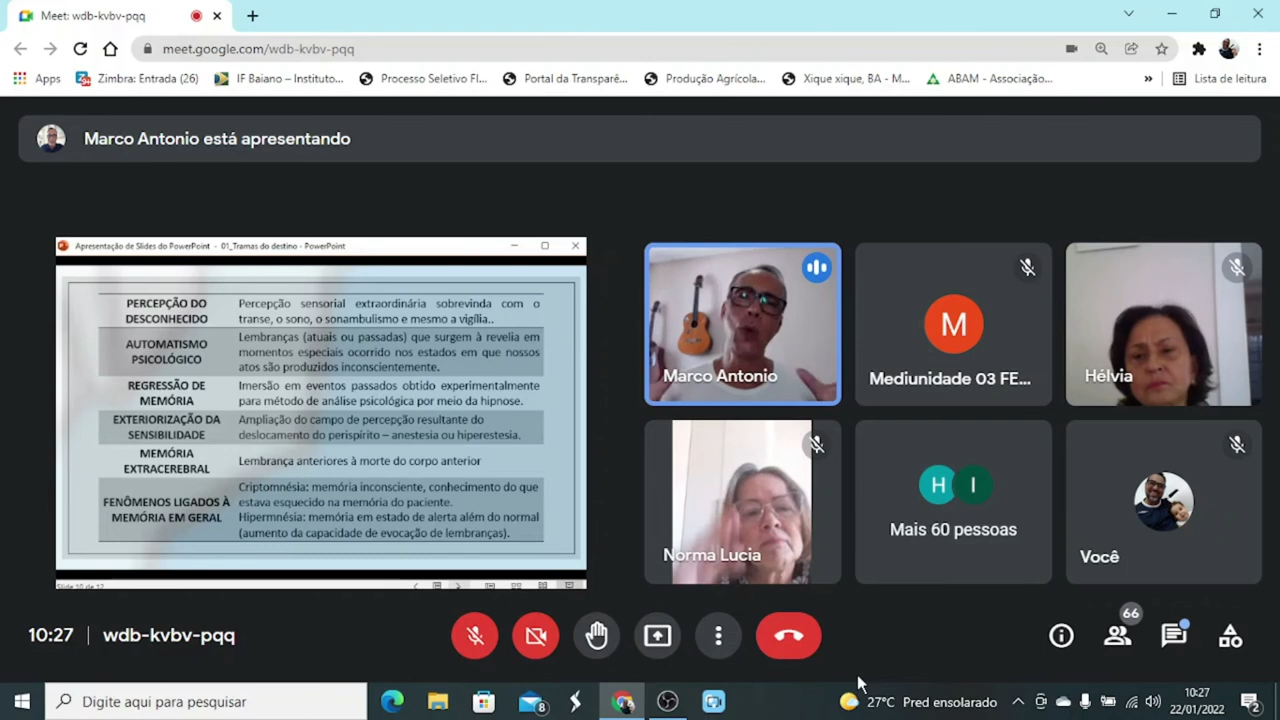 Meet: wdb-kvbv-pqq
meet.google.com/wdb-kvbv-pqq
Apps Zimbra: Entrada (26) IF Baiano – Instituto... Processo Seletivo Fl... Portal da Transparê... Produção Agrícola... Xique xique, BA - M... ABAM - Associação... » Lista de leitura
Marco Antonio está apresentando
Apresentação de Slides do PowerPoint - 01_Tramas do destino - PowerPoint
PERCEPÇÃO DO
DESCONHECIDO
Percepção sensorial extraordinária sobrevinda com o
transe, o sono, o sonambulismo e mesmo a vigília..
AUTOMATISMO
PSICOLÓGICO
Lembranças (atuais ou passadas) que surgem à revelia em
momentos especiais ocorrido nos estados em que nossos
atos são produzidos inconscientemente.
REGRESSÃO DE
MEMÓRIA
Imersão em eventos passados obtido experimentalmente
para método de análise psicológica por meio da hipnose.
EXTERIORIZAÇÃO DA
SENSIBILIDADE
Ampliação do campo de percepção resultante do
deslocamento do perispírito – anestesia ou hiperestesia.
MEMÓRIA
EXTRACEREBRAL
Lembrança anteriores à morte do corpo anterior
FENÔMENOS LIGADOS À
MEMÓRIA EM GERAL
Criptomnésia: memória inconsciente, conhecimento do que
estava esquecido na memória do paciente.
Hipermnésia: memória em estado de alerta além do normal
(aumento da capacidade de evocação de lembranças).
Slide 10 de 12
Marco Antonio
M
Mediunidade 03 FE...
Hélvia
Norma Lucia
H I
Mais 60 pessoas
Você
10:27 | wdb-kvbv-pqq
66
Digite aqui para pesquisar
8
27°C Pred ensolarado
10:27
22/01/2022
2